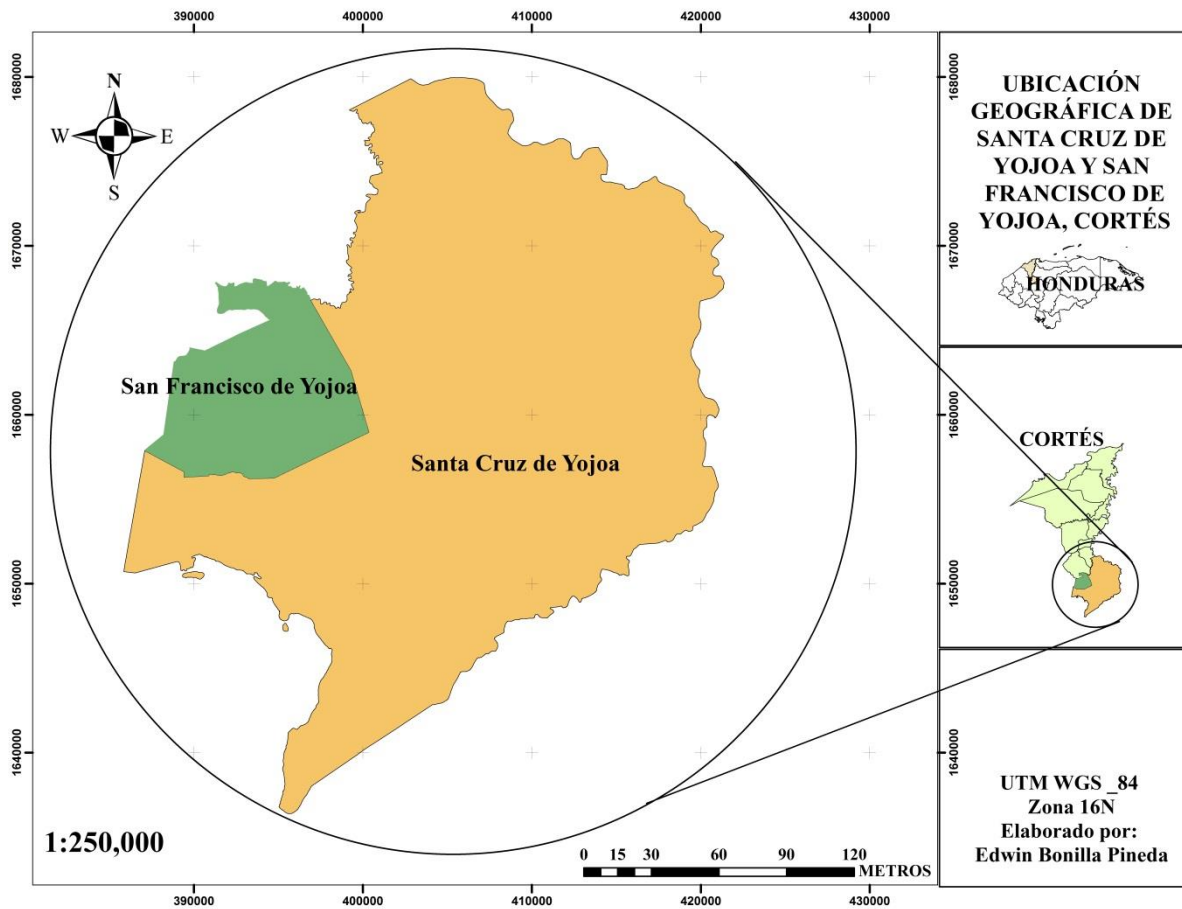 390000
400000
410000
420000
430000
1680000
1670000
1660000
1650000
1640000
N
W
E
S
San Francisco de Yojoa
Santa Cruz de Yojoa
1:250,000
0 15 30 60 90 120
METROS
390000
400000
410000
420000
430000
1680000
1670000
1660000
1650000
1640000
UBICACIÓN
GEOGRÁFICA DE
SANTA CRUZ DE
YOJOA Y SAN
FRANCISCO DE
YOJOA, CORTÉS
HONDURAS
CORTÉS
UTM WGS _84
Zona 16N
Elaborado por:
Edwin Bonilla Pineda